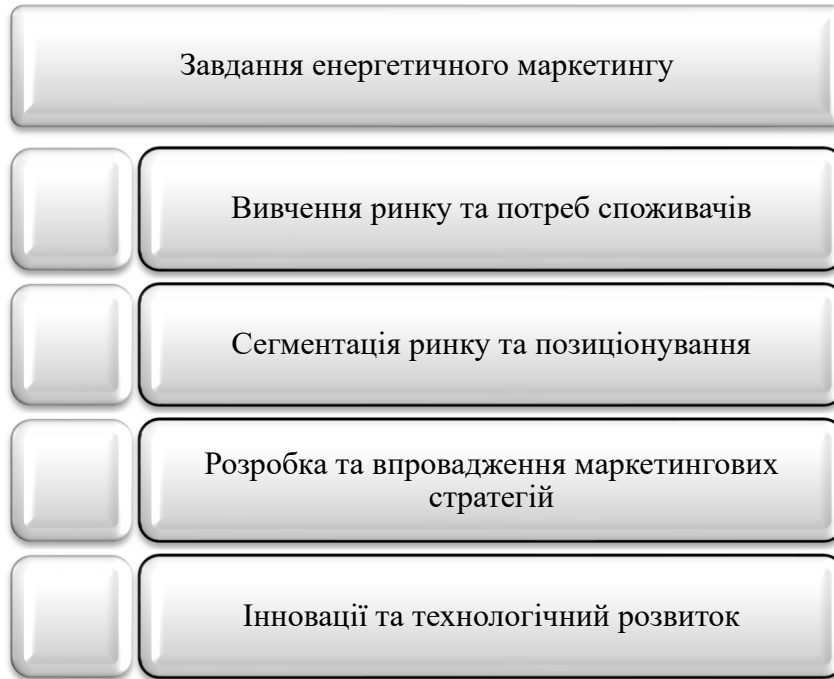 Завдання енергетичного маркетингу
Вивчення ринку та потреб споживачів
Сегментація ринку та позиціонування
Розробка та впровадження маркетингових
стратегій
Інновації та технологічний розвиток